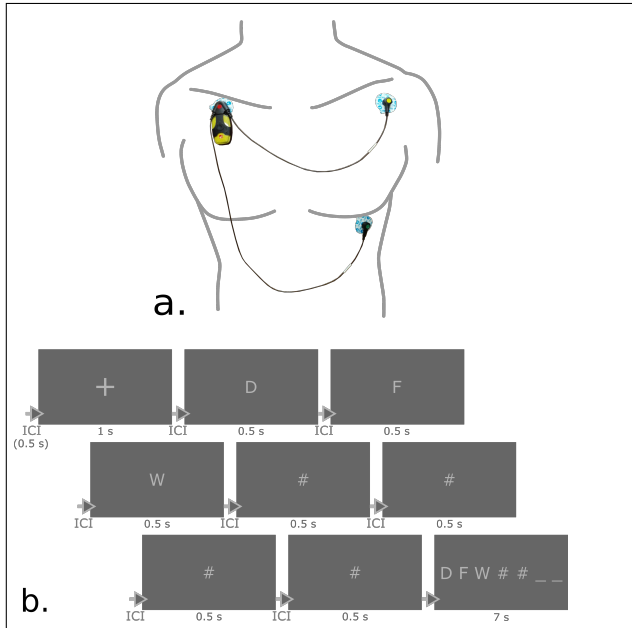 a.
+ D F
ICI 1 s ICI 0.5 s ICI 0.5 s
(0.5 s)
W # #
ICI 0.5 s ICI 0.5 s ICI 0.5 s
# # D F W # # _ _
ICI 0.5 s ICI 0.5 s 7 s
b.